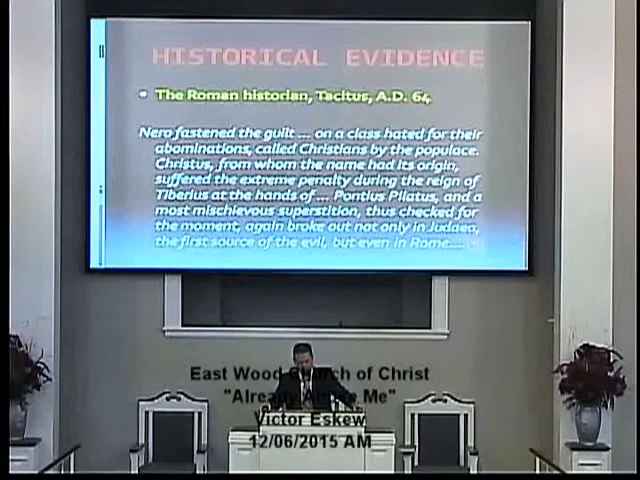 HISTORICAL EVIDENCE
The Roman historian, Tacitus, A.D. 64
Nero fastened the guilt ... on a class hated for their
abominations, called Christians by the populace.
Christus, from whom the name had its origin,
suffered the extreme penalty during the reign of
Tiberius at the hands of ... Pontius Pilatus, and a
most mischievous superstition, thus checked for
the moment, again broke out not only in Judaea,
the first source of the evil, but even in Rome....
East Wood Church of Christ
"Already Me"
Victor Eskew
12/06/2015 AM